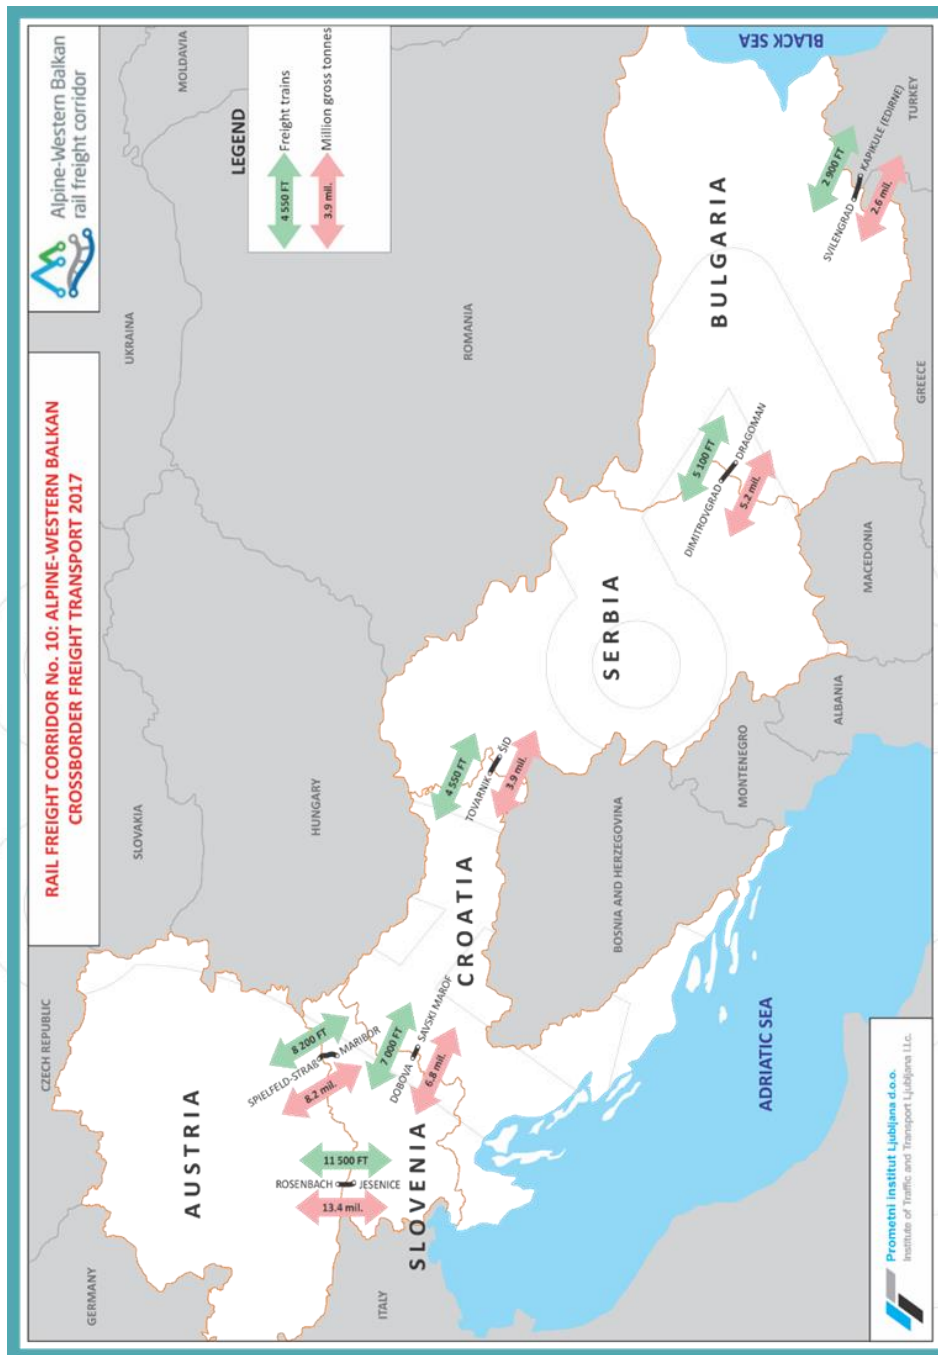 RAIL FREIGHT CORRIDOR No. 10: ALPINE-WESTERN BALKAN
CROSSBORDER FREIGHT TRANSPORT 2017
Alpine-Western Balkan
rail freight corridor
LEGEND
4 550 FT
Freight trains
3.9 mil.
Million gross tonnes
CZECH REPUBLIC
SLOVAKIA
UKRAINA
MOLDAVIA
GERMANY
AUSTRIA
HUNGARY
ROMANIA
ITALY
SLOVENIA
CROATIA
SERBIA
BULGARIA
BLACK SEA
BOSNIA AND HERZEGOVINA
MONTENEGRO
ALBANIA
MACEDONIA
GREECE
TURKEY
ADRIATIC SEA
11 500 FT
ROSENBACH
JESENICE
13.4 mil.
8 200 FT
SPIELFELD-STRAß
MARIBOR
8.2 mil.
7 000 FT
DOBOVA
SAVSKI MAROF
6.8 mil.
4 550 FT
TOVARNIK
ŠID
3.9 mil.
5 100 FT
DIMITROVGRAD
DRAGOMAN
5.2 mil.
2 900 FT
SVILENGRAD
KAPIKULE (EDIRNE)
2.6 mil.
Prometni institut Ljubljana d.o.o.
Institute of Traffic and Transport Ljubljana l.l.c.